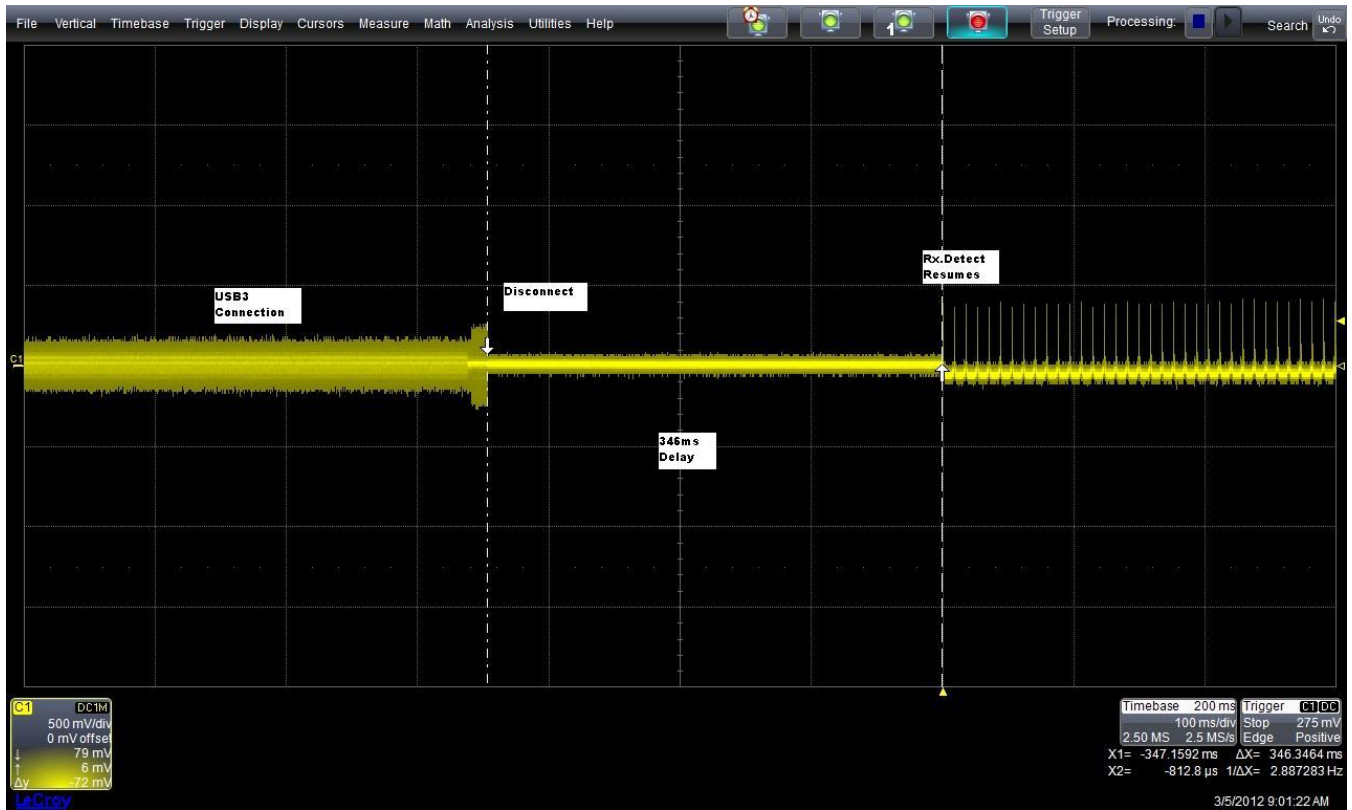 File Vertical Timebase Trigger Display Cursors Measure Math Analysis Utilities Help 1 Trigger Setup Processing: Search Undo
Rx.Detect
Resumes
USB3
Connection
Disconnect
C1
346ms
Delay
C1 DC1M
500 mV/div
0 mV offset
↓ 79 mV
↑ 6 mV
Δy -72 mV
Timebase 200 ms
100 ms/div
2.50 MS 2.5 MS/s
Trigger C1 DC
Stop 275 mV
Edge Positive
X1= -347.1592 ms ΔX= 346.3464 ms
X2= -812.8 µs 1/ΔX= 2.887283 Hz
LeCroy
3/5/2012 9:01:22 AM